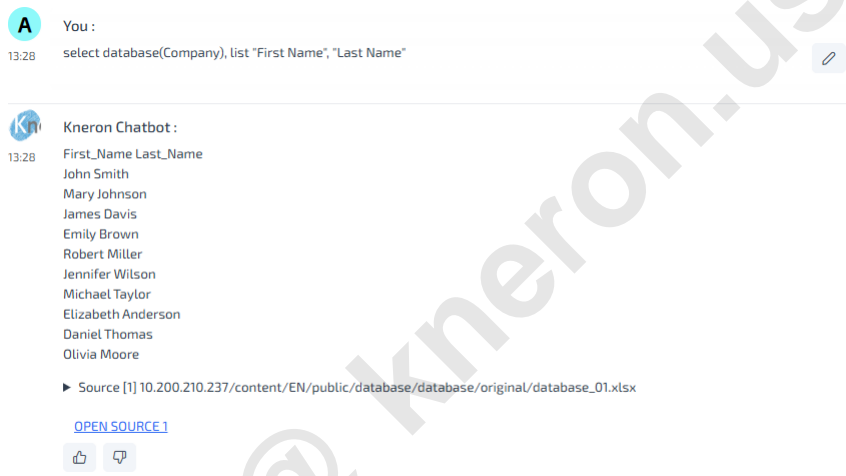 A
You :
13:28
select database(Company), list "First Name", "Last Name"
Kn
Kneron Chatbot :
13:28
First_Name Last_Name
John Smith
Mary Johnson
James Davis
Emily Brown
Robert Miller
Jennifer Wilson
Michael Taylor
Elizabeth Anderson
Daniel Thomas
Olivia Moore
Source [1] 10.200.210.237/content/EN/public/database/database/original/database_01.xlsx
OPEN SOURCE 1
@ kneron.us